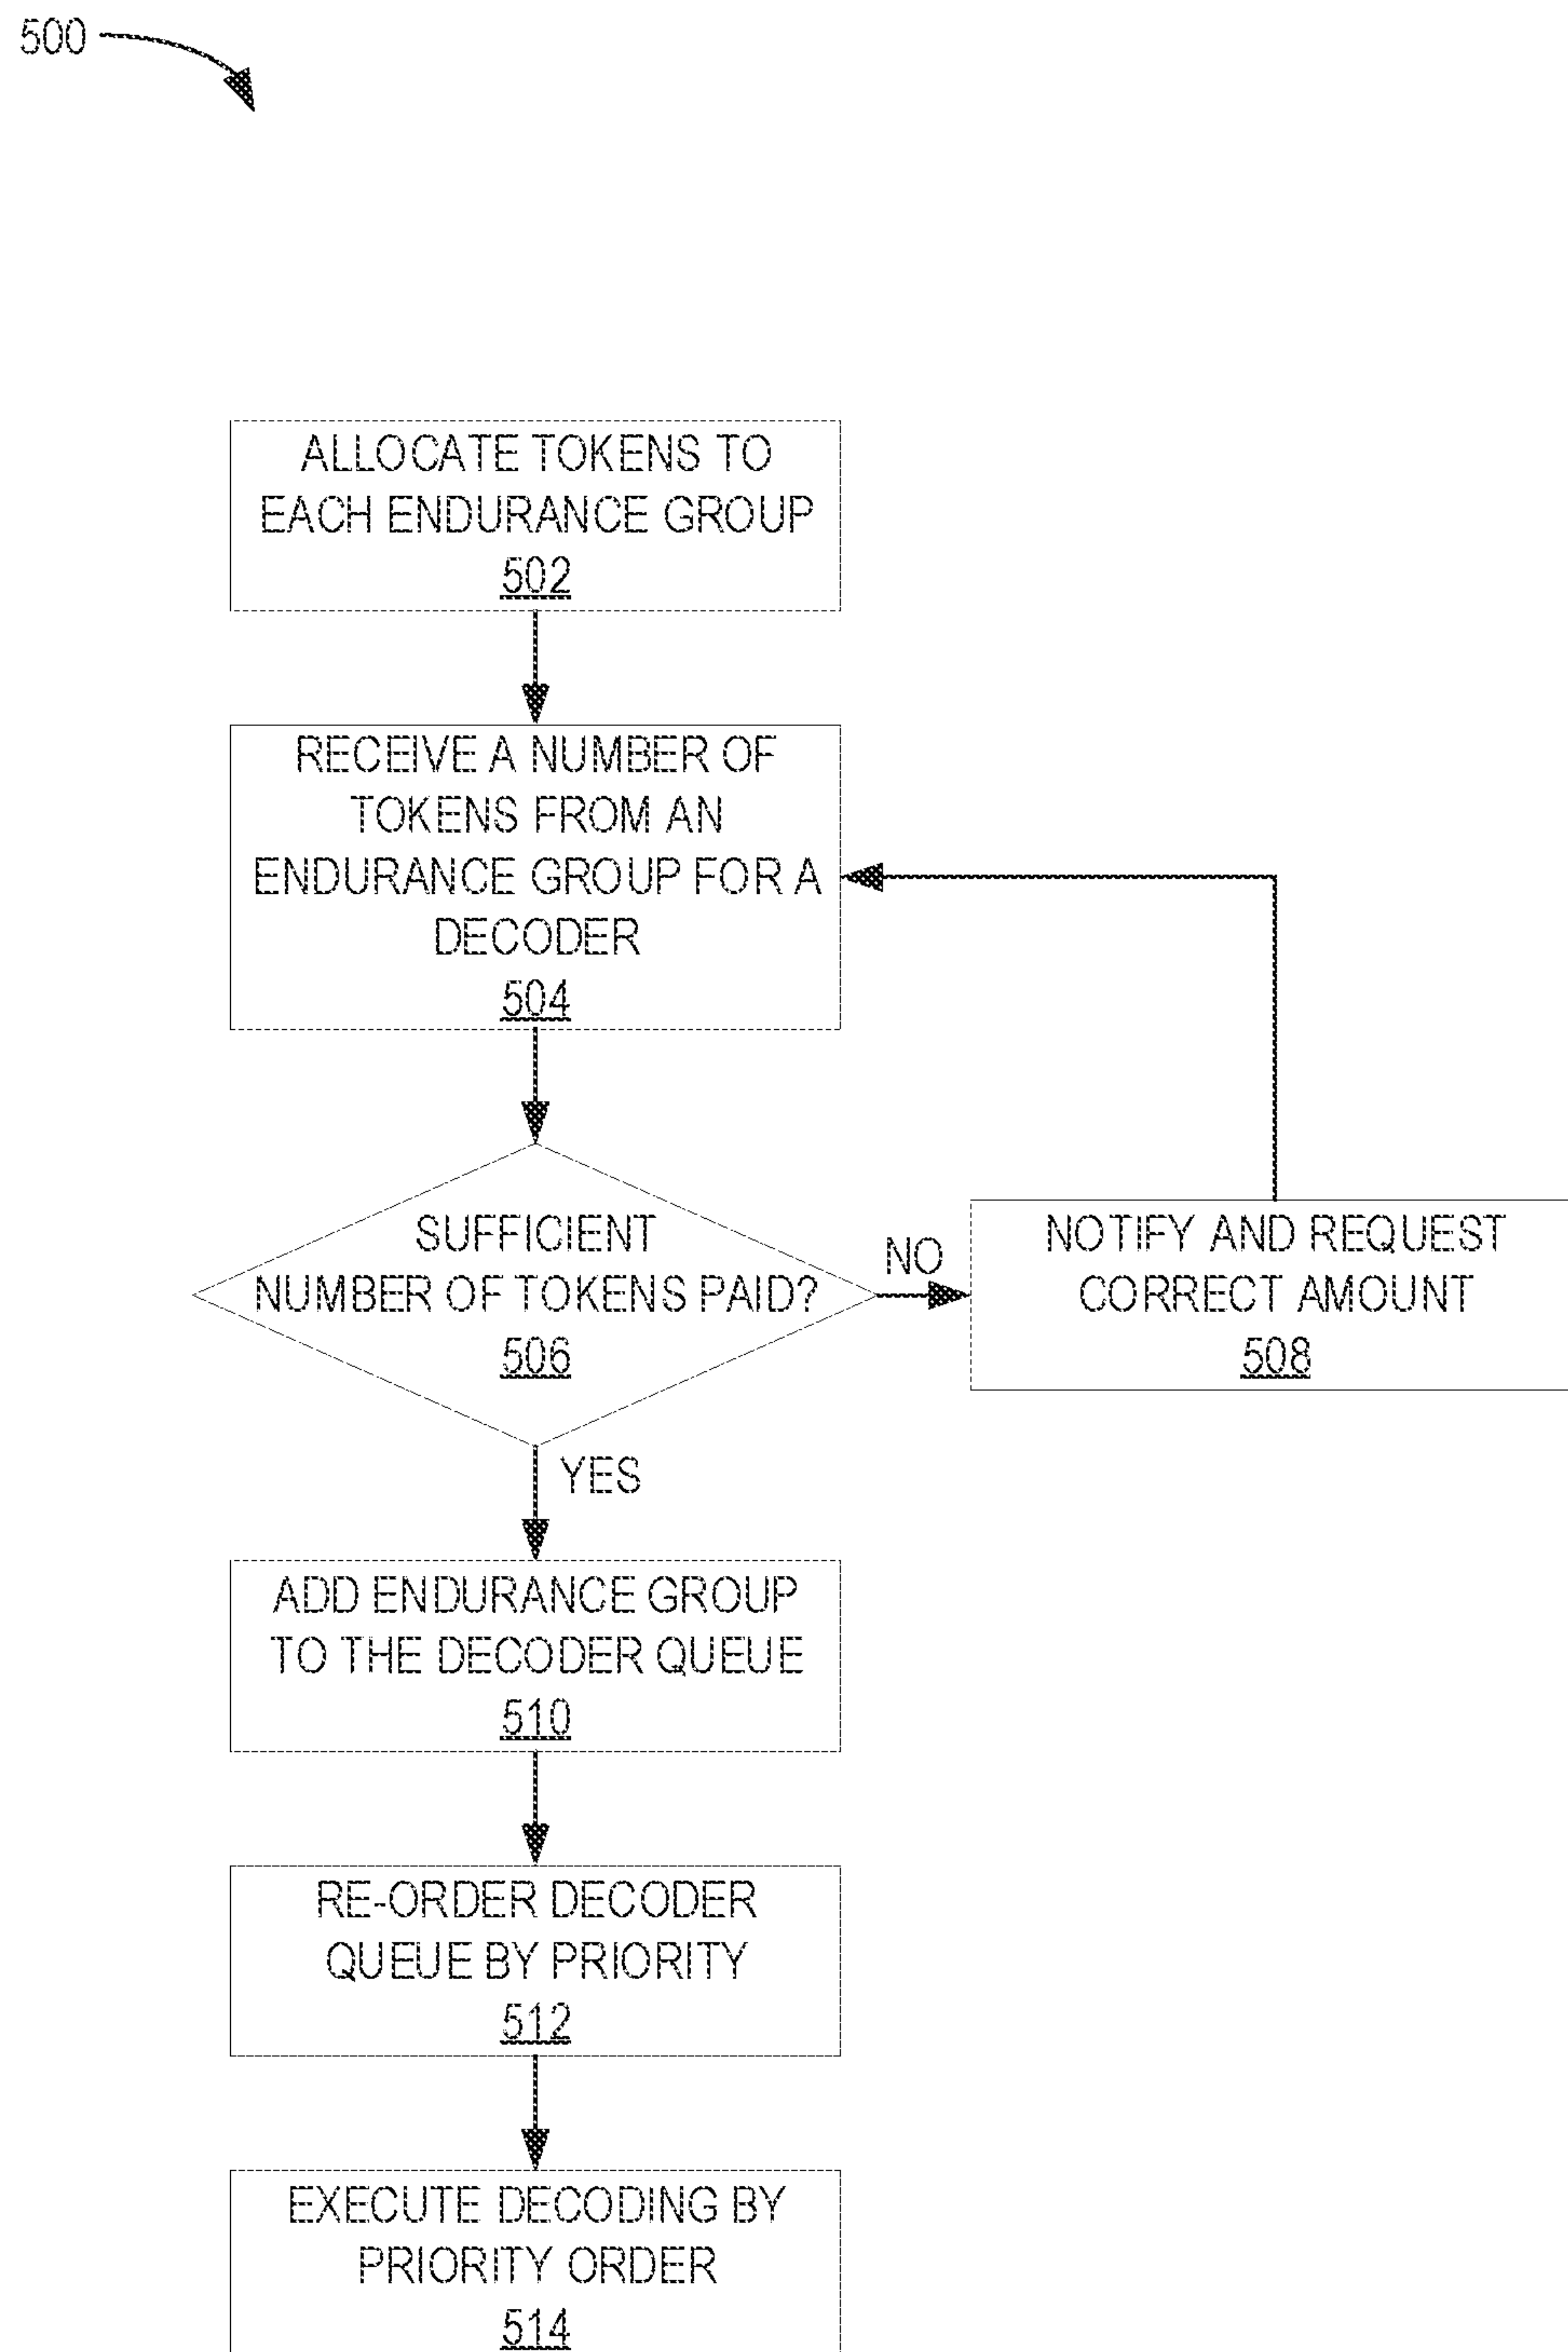 500
ALLOCATE TOKENS TO
EACH ENDURANCE GROUP
502
RECEIVE A NUMBER OF
TOKENS FROM AN
ENDURANCE GROUP FOR A
DECODER
504
SUFFICIENT
NUMBER OF TOKENS PAID?
506
NO
NOTIFY AND REQUEST
CORRECT AMOUNT
508
YES
ADD ENDURANCE GROUP
TO THE DECODER QUEUE
510
RE-ORDER DECODER
QUEUE BY PRIORITY
512
EXECUTE DECODING BY
PRIORITY ORDER
514